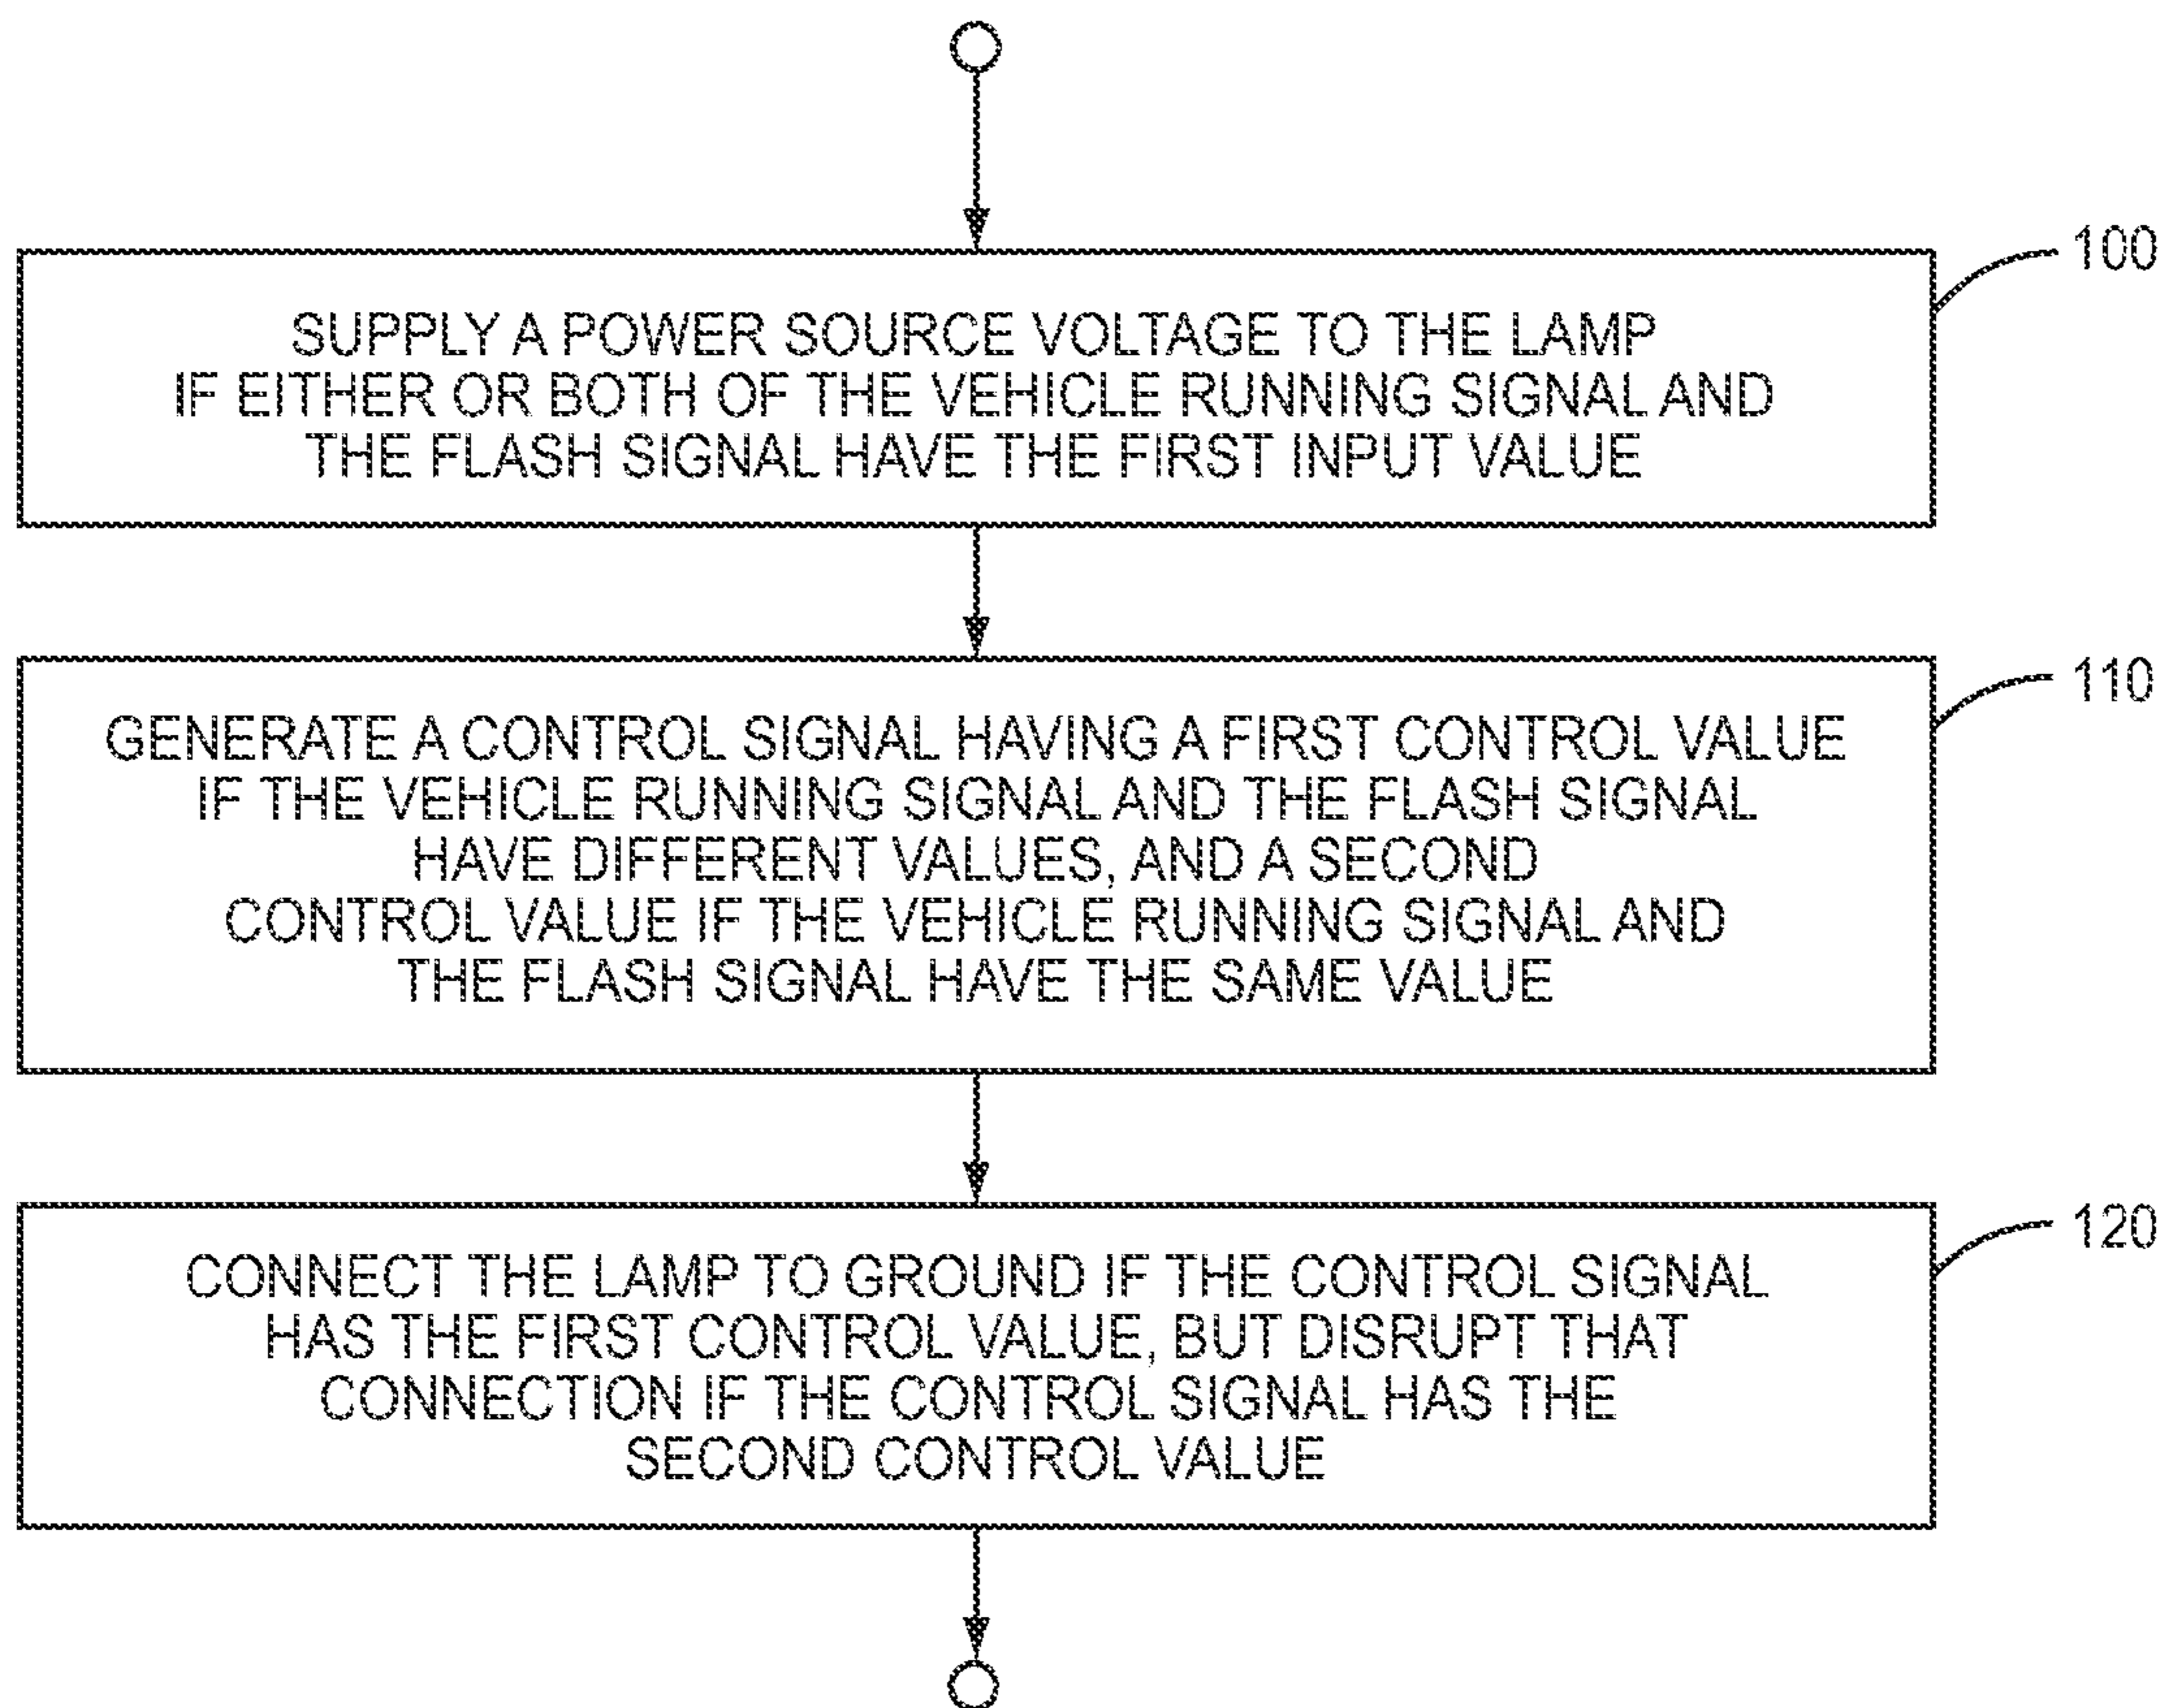 100
SUPPLY A POWER SOURCE VOLTAGE TO THE LAMP
IF EITHER OR BOTH OF THE VEHICLE RUNNING SIGNAL AND
THE FLASH SIGNAL HAVE THE FIRST INPUT VALUE
110
GENERATE A CONTROL SIGNAL HAVING A FIRST CONTROL VALUE
IF THE VEHICLE RUNNING SIGNAL AND THE FLASH SIGNAL
HAVE DIFFERENT VALUES, AND A SECOND
CONTROL VALUE IF THE VEHICLE RUNNING SIGNAL AND
THE FLASH SIGNAL HAVE THE SAME VALUE
120
CONNECT THE LAMP TO GROUND IF THE CONTROL SIGNAL
HAS THE FIRST CONTROL VALUE, BUT DISRUPT THAT
CONNECTION IF THE CONTROL SIGNAL HAS THE
SECOND CONTROL VALUE